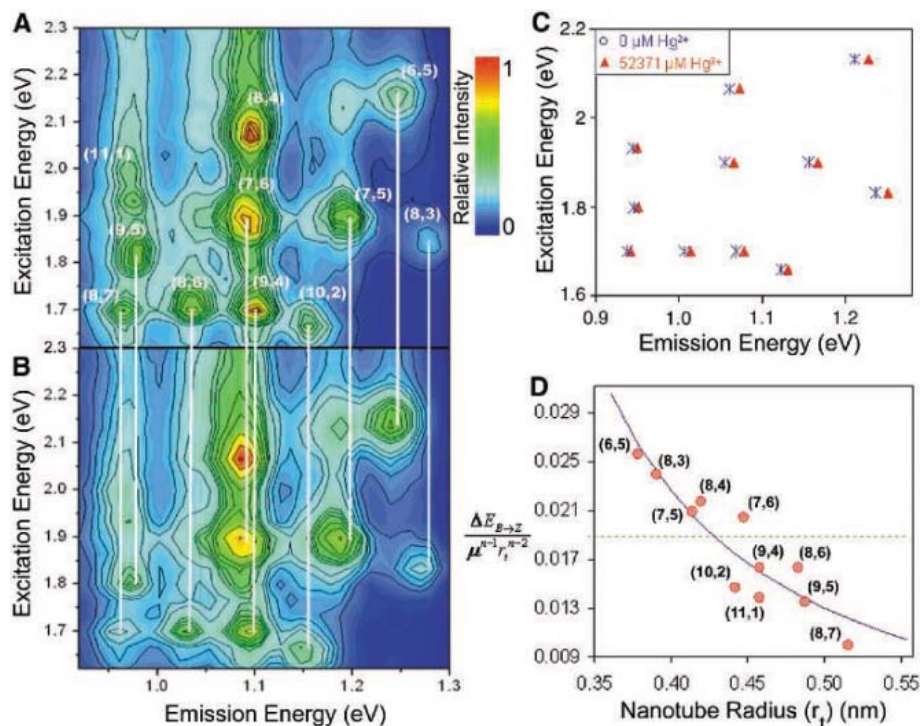 A
2.3
2.2
2.1
2.0
1.9
1.8
1.7
2.3
Excitation Energy (eV)
(6,5)
(8,4)
(11,1)
(7,6)
(7,5)
(9,5)
(8,3)
(8,7)
(8,6)
(9,4)
(10,2)
1
Relative Intensity
0
B
2.2
2.1
2.0
1.9
1.8
1.7
Excitation Energy (eV)
1.0 1.1 1.2 1.3
Emission Energy (eV)
C
2.2
2
1.8
1.6
Excitation Energy (eV)
0 μM Hg²⁺
52371 μM Hg²⁺
0.9 1.0 1.1 1.2
Emission Energy (eV)
D
0.029
0.025
0.021
0.017
0.013
0.009
ΔE_{B→Z}
μⁿ⁻¹ rₜⁿ⁻²
(6,5)
(8,3)
(8,4)
(7,6)
(7,5)
(9,4)
(8,6)
(10,2)
(9,5)
(11,1)
(8,7)
0.35 0.40 0.45 0.50 0.55
Nanotube Radius (rₜ) (nm)